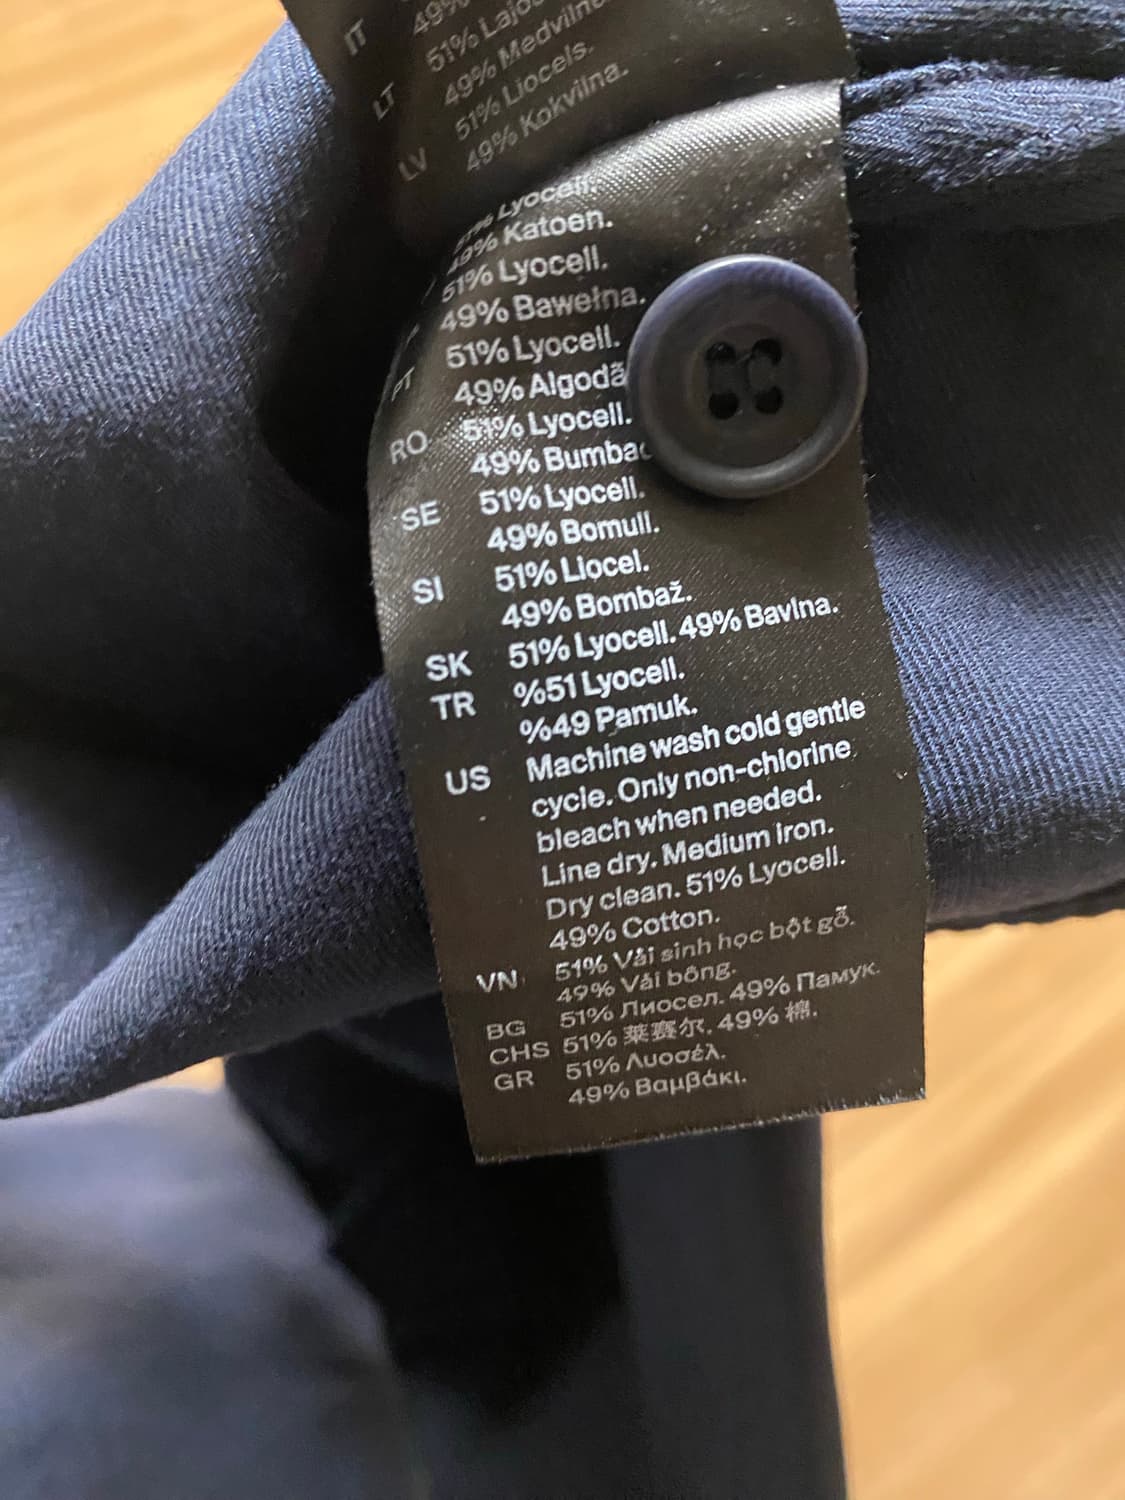 IT 49%
51%
LT 49% Medvilnė
51% Liocels.
LV 49% Kokvilna.
Lyocell.
49% Katoen.
51% Lyocell.
49% Bawełna.
51% Lyocell.
PT 49% Algodã
51% Lyocell.
RO 49% Bumbac
51% Lyocell.
SE 49% Bomull.
51% Liocel.
SI 49% Bombaž.
SK 51% Lyocell. 49% Bavlna.
TR %51 Lyocell.
%49 Pamuk.
US Machine wash cold gentle
cycle. Only non-chlorine
bleach when needed.
Line dry. Medium iron.
Dry clean. 51% Lyocell.
49% Cotton.
VN 51% Vải sinh học bột gỗ.
49% Vải bông.
BG 51% Лиосел. 49% Памук.
CHS 51% 莱赛尔. 49% 棉.
GR 51% Λυοσέλ.
49% Βαμβάκι.